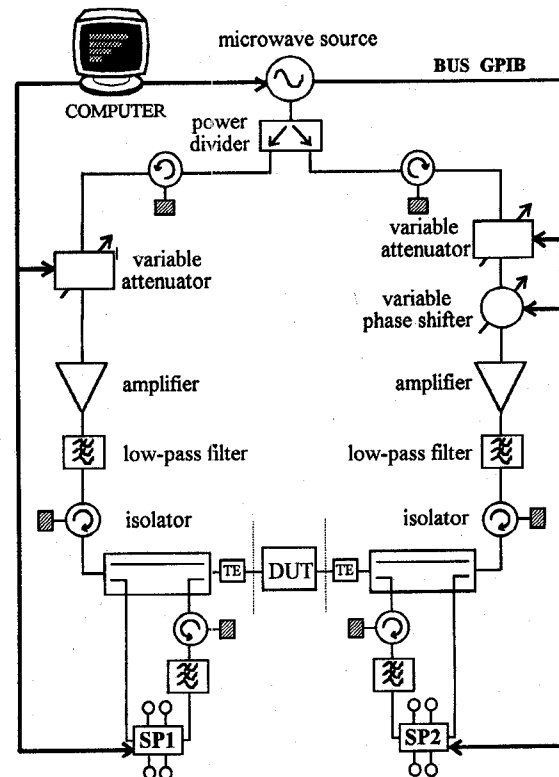 microwave source
BUS GPIB
COMPUTER
power
divider
variable
attenuator
variable
attenuator
variable
phase shifter
amplifier
amplifier
low-pass filter
low-pass filter
isolator
isolator
TE
DUT
TE
SP1
SP2